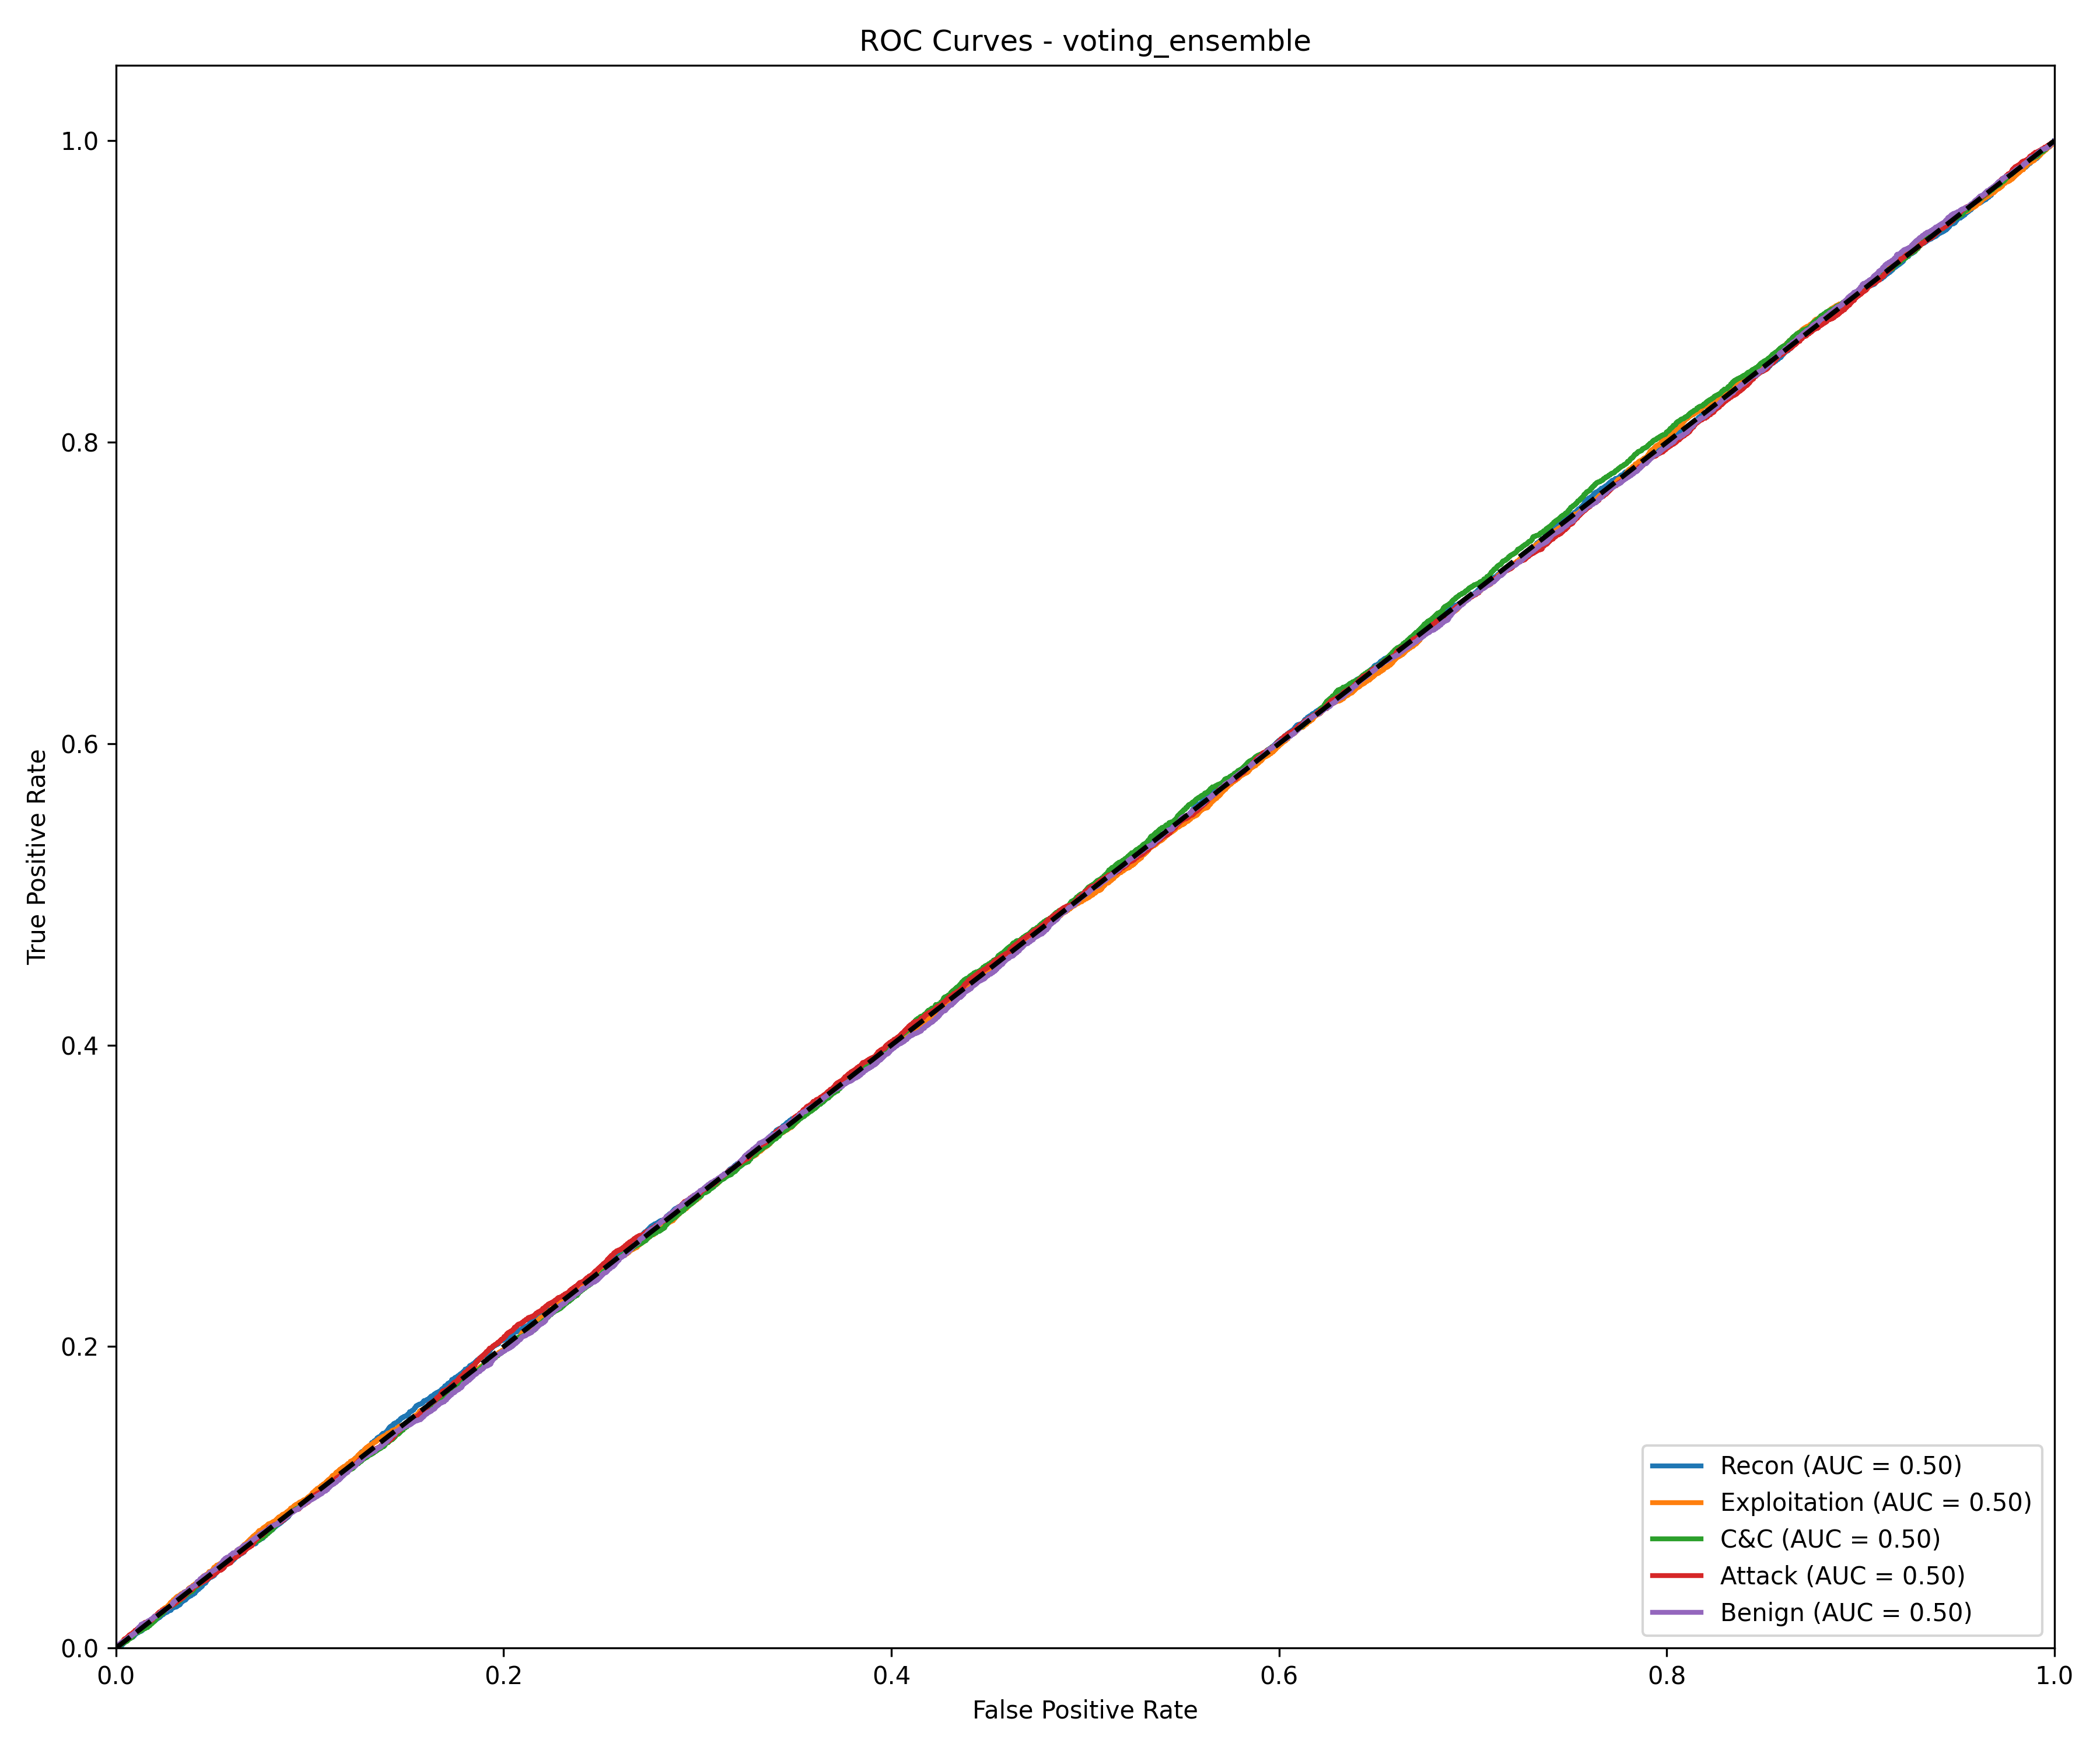 ROC Curves - voting_ensemble
1.0
0.8
0.6
0.4
0.2
0.0
True Positive Rate
0.0 0.2 0.4 0.6 0.8 1.0
False Positive Rate
Recon (AUC = 0.50)
Exploitation (AUC = 0.50)
C&C (AUC = 0.50)
Attack (AUC = 0.50)
Benign (AUC = 0.50)